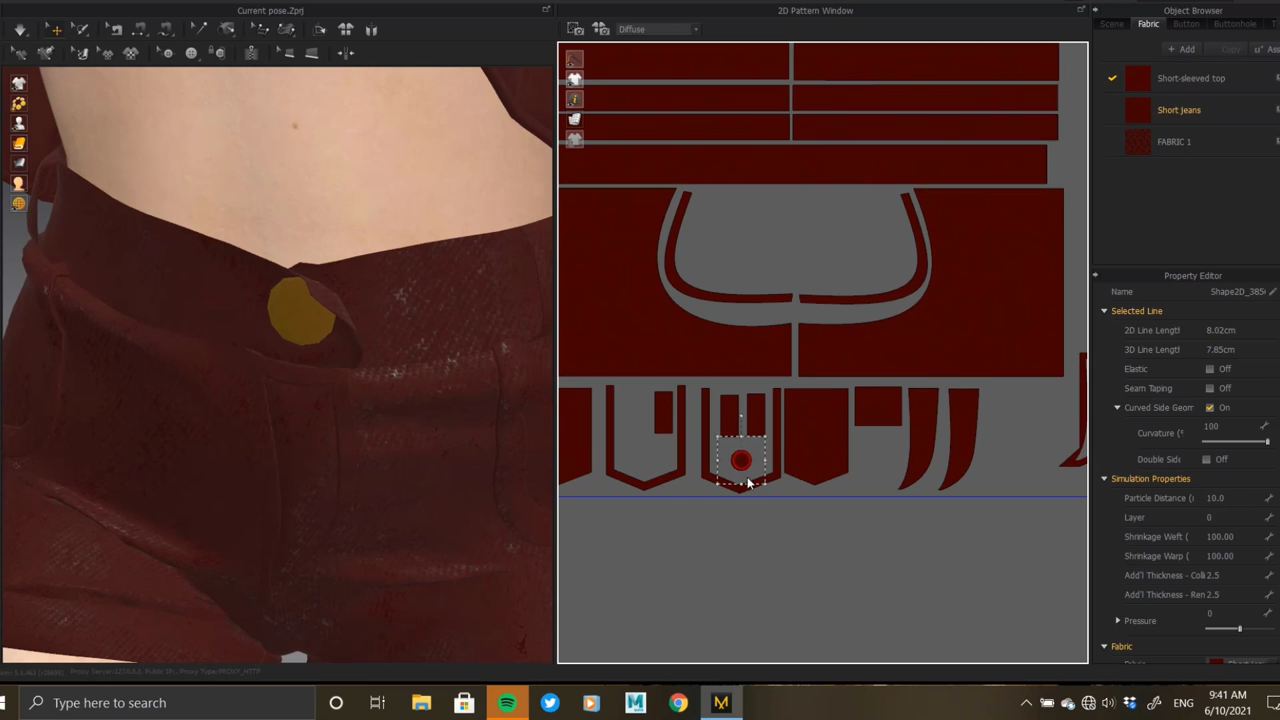 Current pose.Zprj
2D Pattern Window
Object Browser
Diffuse
Scene
Fabric
Button
Buttonhole
+ Add
Copy
Short-sleeved top
Short jeans
FABRIC 1
Property Editor
Name
Selected Line
2D Line Lengtl
8.02cm
3D Line Lengtl
7.85cm
Elastic
Off
Seam Taping
Off
Curved Side Geor
On
Curvature (
100
Double Side
Off
Simulation Properties
Particle Distance (
10.0
Layer
0
Shrinkage Weft (
100.00
Shrinkage Warp (
100.00
Add'l Thickness - Colli
2.5
Add'l Thickness - Ren
2.5
Pressure
0
Fabric
Type here to search
ENG
9:41 AM
6/10/2021